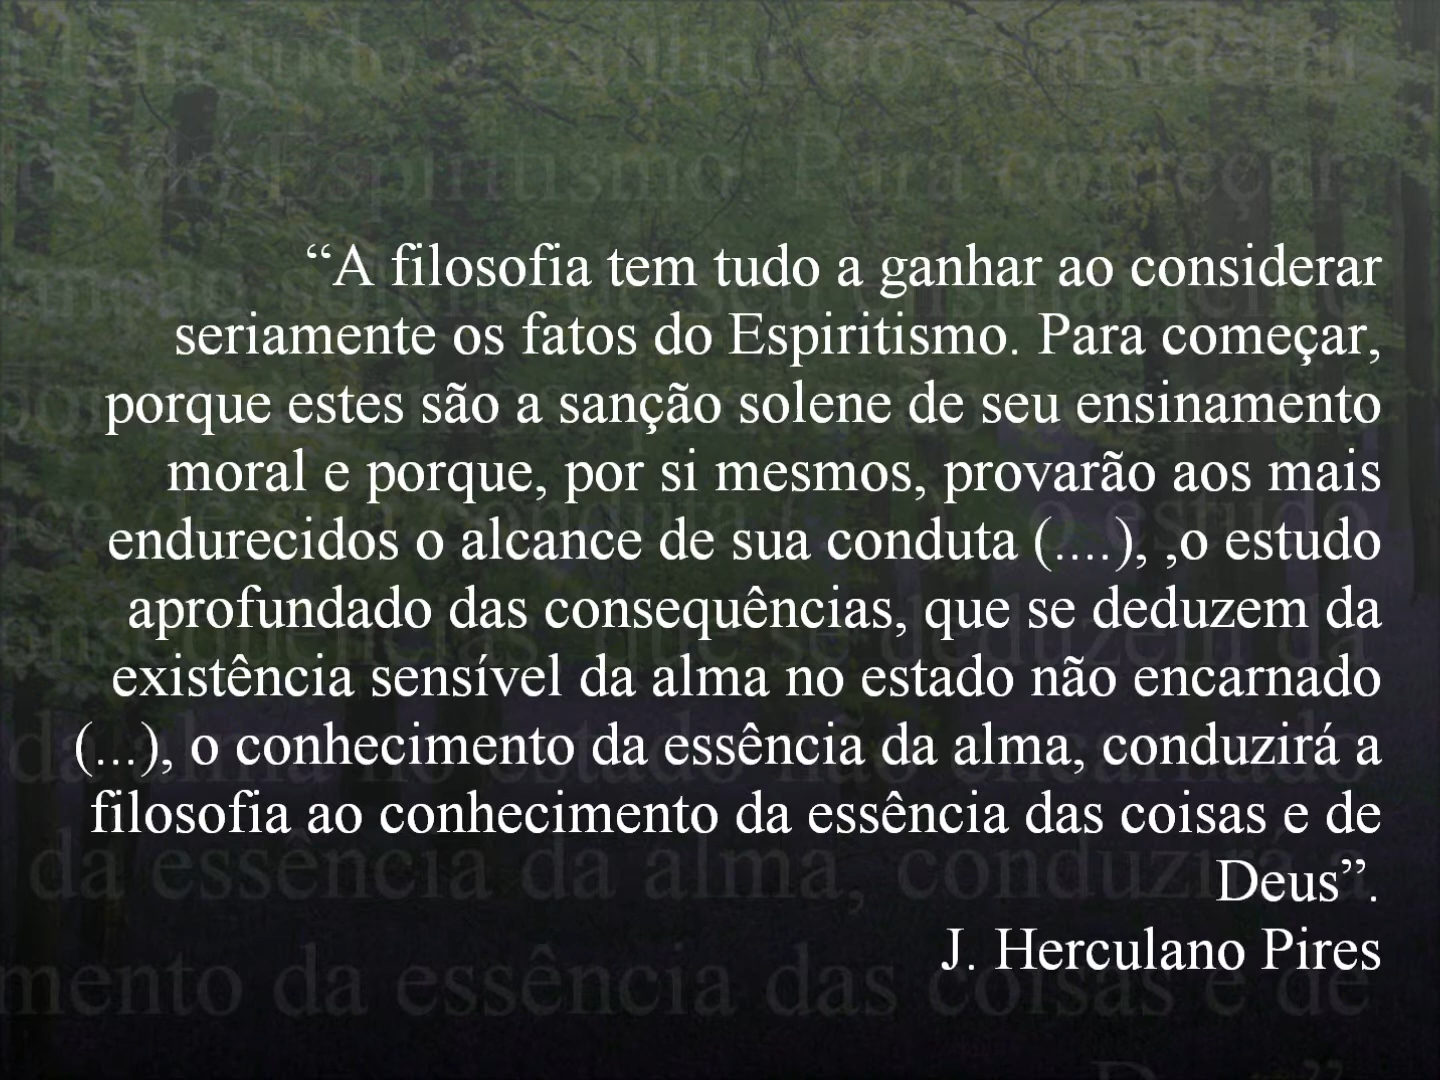 “A filosofia tem tudo a ganhar ao considerar
seriamente os fatos do Espiritismo. Para começar,
porque estes são a sanção solene de seu ensinamento
moral e porque, por si mesmos, provarão aos mais
endurecidos o alcance de sua conduta (....), ,o estudo
aprofundado das consequências, que se deduzem da
existência sensível da alma no estado não encarnado
(...), o conhecimento da essência da alma, conduzirá a
filosofia ao conhecimento da essência das coisas e de
Deus”.
J. Herculano Pires